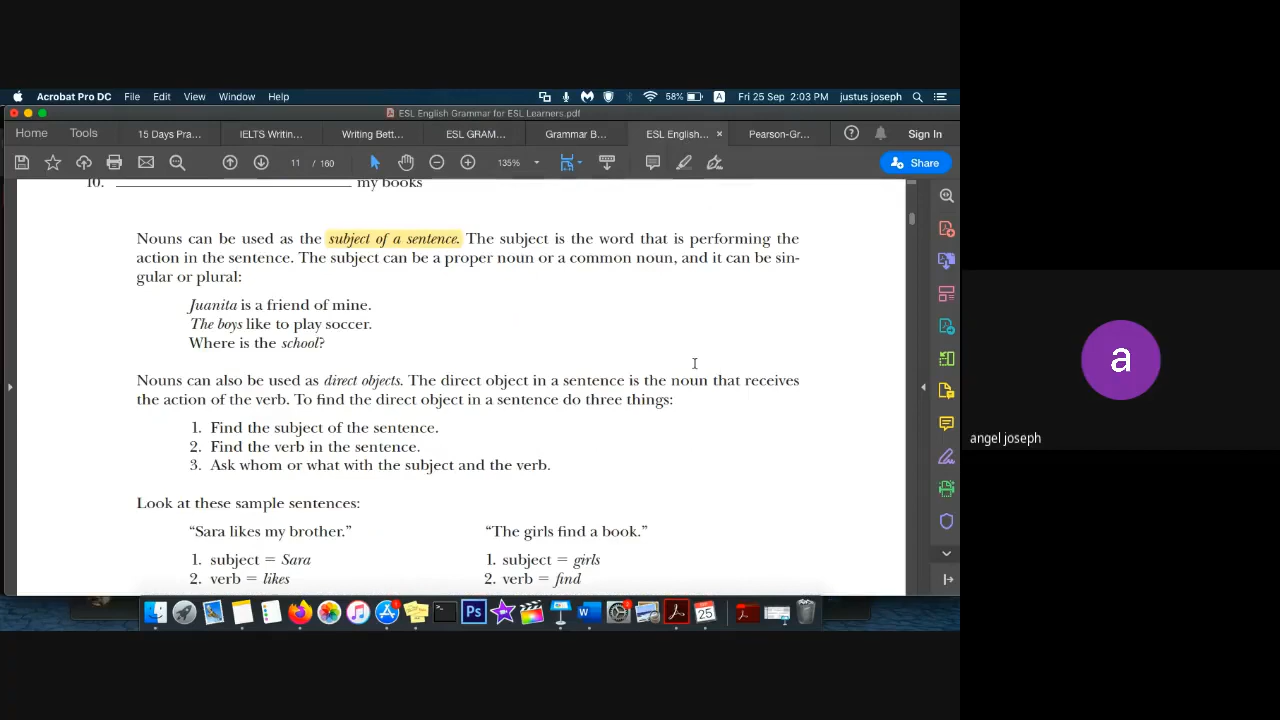 Acrobat Pro DC File Edit View Window Help 58% A Fri 25 Sep 2:03 PM justus joseph
ESL English Grammar for ESL Learners.pdf
Home Tools 15 Days Pra... IELTS Writin... Writing Bett... ESL GRAM... Grammar B... ESL English... × Pearson-Gr... Sign In
11 / 160 135% Share
10. my books
Nouns can be used as the subject of a sentence. The subject is the word that is performing the
action in the sentence. The subject can be a proper noun or a common noun, and it can be sin-
gular or plural:
Juanita is a friend of mine.
The boys like to play soccer.
Where is the school?
Nouns can also be used as direct objects. The direct object in a sentence is the noun that receives
the action of the verb. To find the direct object in a sentence do three things:
1. Find the subject of the sentence.
2. Find the verb in the sentence.
3. Ask whom or what with the subject and the verb.
Look at these sample sentences:
“Sara likes my brother.” “The girls find a book.”
1. subject = Sara 1. subject = girls
2. verb = likes 2. verb = find
a
angel joseph
Ps
W
25